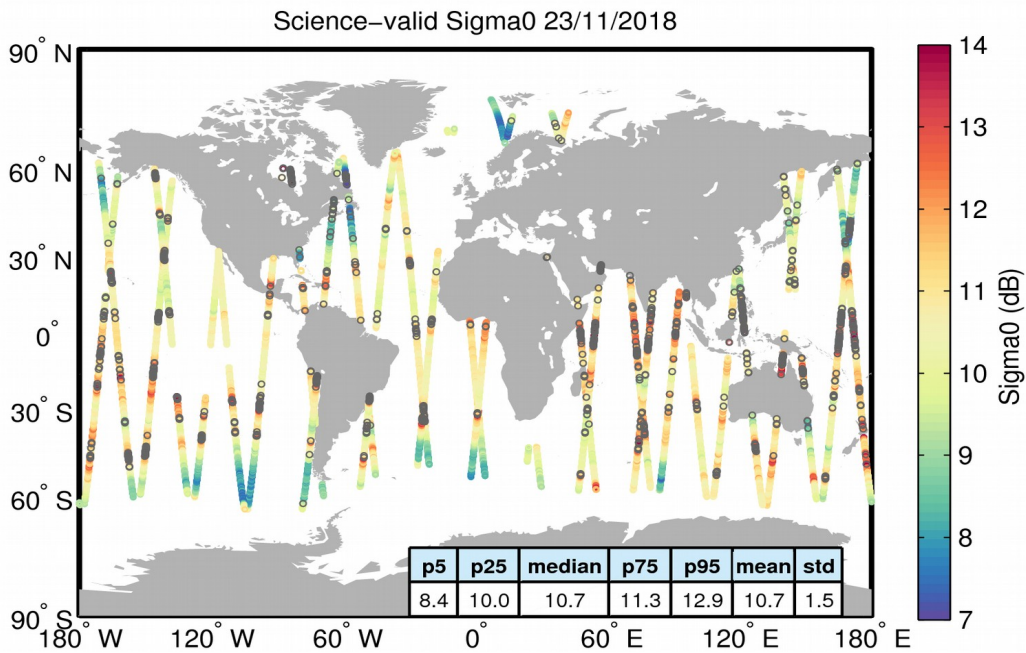 Science−valid Sigma0 23/11/2018
90° N
60° N
30° N
0°
30° S
60° S
90° S
180° W
120° W
60° W
0°
60° E
120° E
180° E
p5 p25 median p75 p95 mean std
8.4 10.0 10.7 11.3 12.9 10.7 1.5
14
13
12
11
10
9
8
7
Sigma0 (dB)